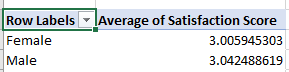 Row Labels Average of Satisfaction Score
Female 3.005945303
Male 3.042488619